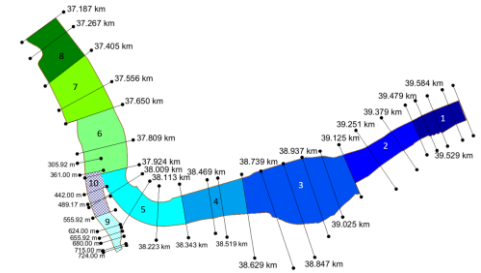 37.187 km
37.267 km
37.405 km
37.556 km
37.650 km
37.809 km
37.924 km
38.009 km
38.113 km
38.469 km
38.739 km
38.937 km
39.125 km
39.251 km
39.379 km
39.479 km
39.584 km
39.529 km
39.025 km
38.847 km
38.629 km
38.519 km
38.343 km
38.223 km
305.92 m
361.00 m
442.00 m
489.17 m
555.92 m
624.00 m
655.92 m
680.00 m
715.00 m
724.00 m
8
7
6
10
9
5
4
3
2
1